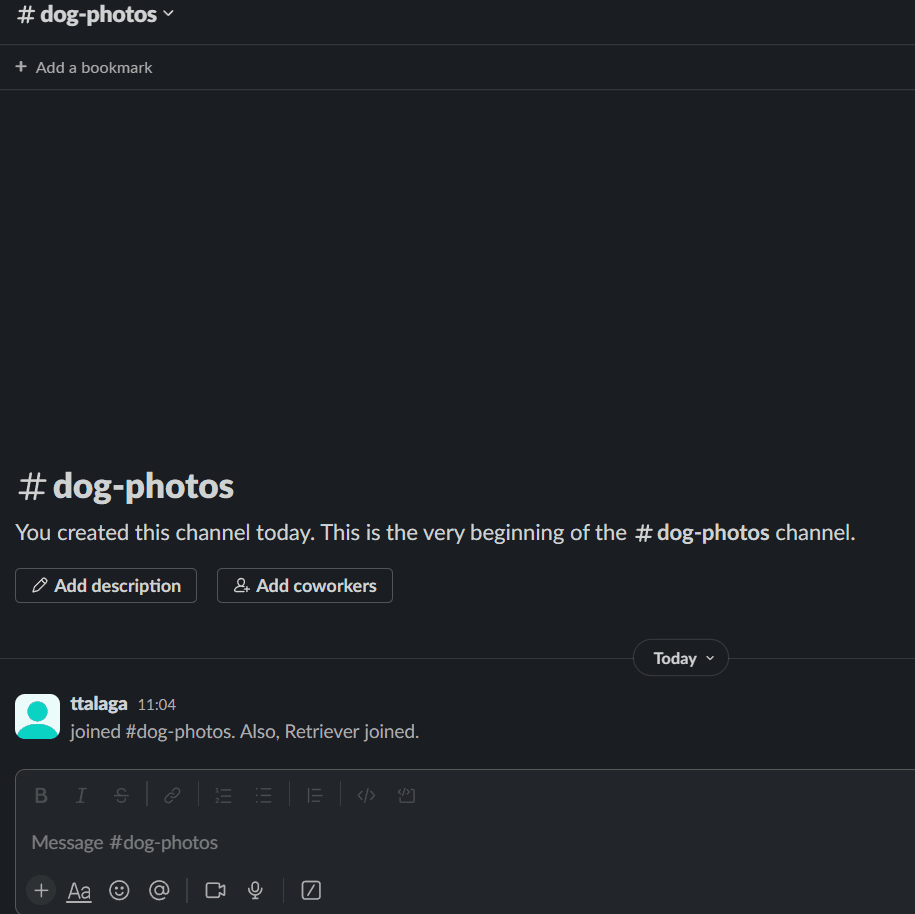 # dog-photos
+ Add a bookmark
# dog-photos
You created this channel today. This is the very beginning of the # dog-photos channel.
Add description Add coworkers
Today
ttalaga 11:04
joined #dog-photos. Also, Retriever joined.
B I S
Message #dog-photos
+ Aa @